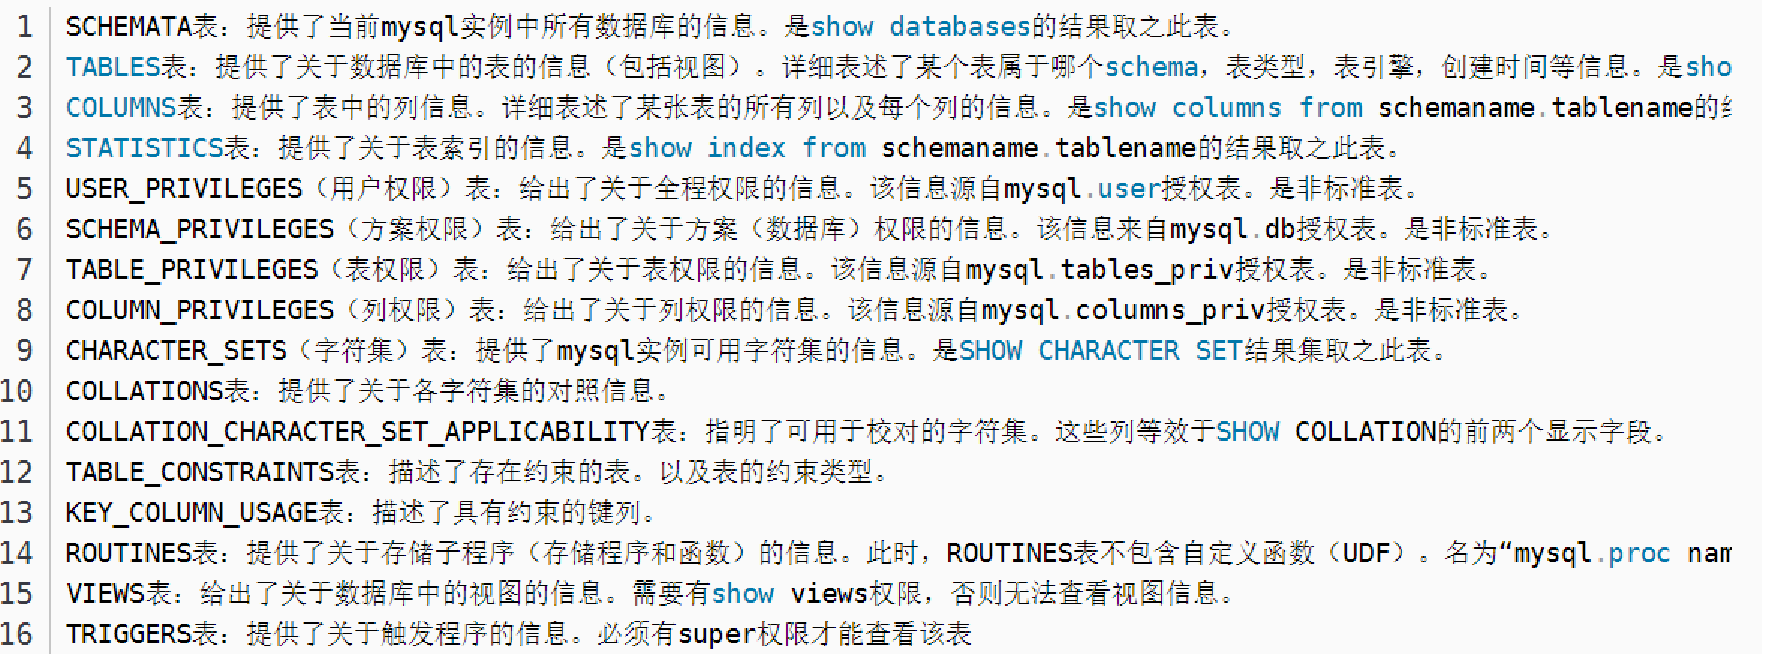 1 SCHEMATA表：提供了当前mysql实例中所有数据库的信息。是show databases的结果取之此表。
2 TABLES表：提供了关于数据库中的表的信息（包括视图）。详细表述了某个表属于哪个schema，表类型，表引擎，创建时间等信息。是sho
3 COLUMNS表：提供了表中的列信息。详细表述了某张表的所有列以及每个列的信息。是show columns from schemaname.tablename的
4 STATISTICS表：提供了关于表索引的信息。是show index from schemaname.tablename的结果取之此表。
5 USER_PRIVILEGES（用户权限）表：给出了关于全程权限的信息。该信息源自mysql.user授权表。是非标准表。
6 SCHEMA_PRIVILEGES（方案权限）表：给出了关于方案（数据库）权限的信息。该信息来自mysql.db授权表。是非标准表。
7 TABLE_PRIVILEGES（表权限）表：给出了关于表权限的信息。该信息源自mysql.tables_priv授权表。是非标准表。
8 COLUMN_PRIVILEGES（列权限）表：给出了关于列权限的信息。该信息源自mysql.columns_priv授权表。是非标准表。
9 CHARACTER_SETS（字符集）表：提供了mysql实例可用字符集的信息。是SHOW CHARACTER SET结果集取之此表。
10 COLLATIONS表：提供了关于各字符集的对照信息。
11 COLLATION_CHARACTER_SET_APPLICABILITY表：指明了可用于校对的字符集。这些列等效于SHOW COLLATION的前两个显示字段。
12 TABLE_CONSTRAINTS表：描述了存在约束的表。以及表的约束类型。
13 KEY_COLUMN_USAGE表：描述了具有约束的键列。
14 ROUTINES表：提供了关于存储子程序（存储程序和函数）的信息。此时，ROUTINES表不包含自定义函数（UDF）。名为“mysql.proc nam
15 VIEWS表：给出了关于数据库中的视图的信息。需要有show views权限，否则无法查看视图信息。
16 TRIGGERS表：提供了关于触发程序的信息。必须有super权限才能查看该表